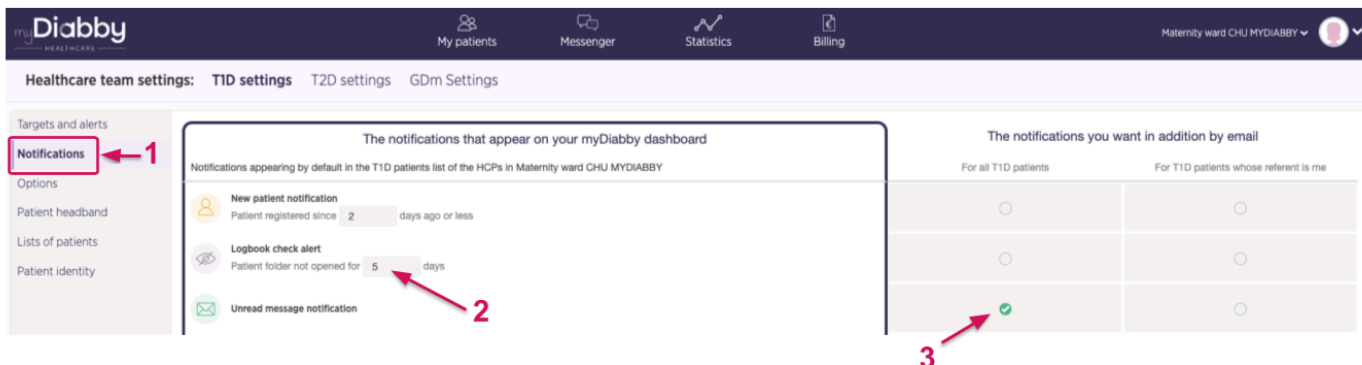 myDiabby
HEALTHCARE
My patients Messenger Statistics Billing
Maternity ward CHU MYDIABBY
Healthcare team settings: T1D settings T2D settings GDm Settings
Targets and alerts
Notifications
1
Options
Patient headband
Lists of patients
Patient identity
The notifications that appear on your myDiabby dashboard
Notifications appearing by default in the T1D patients list of the HCPs in Maternity ward CHU MYDIABBY
New patient notification
Patient registered since 2 days ago or less
Logbook check alert
Patient folder not opened for 5 days
2
Unread message notification
The notifications you want in addition by email
For all T1D patients For T1D patients whose referent is me
3